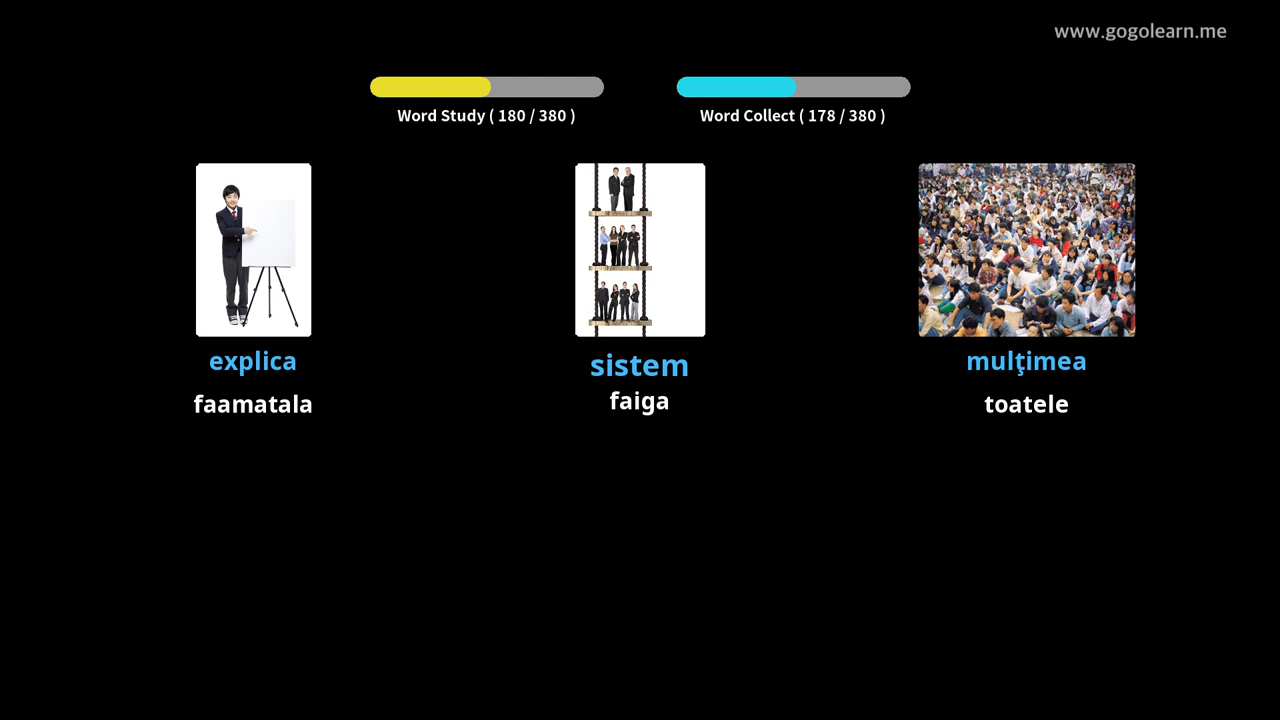 www.gogolearn.me
Word Study ( 180 / 380 )
Word Collect ( 178 / 380 )
explica
sistem
mulţimea
faamatala
faiga
toatele